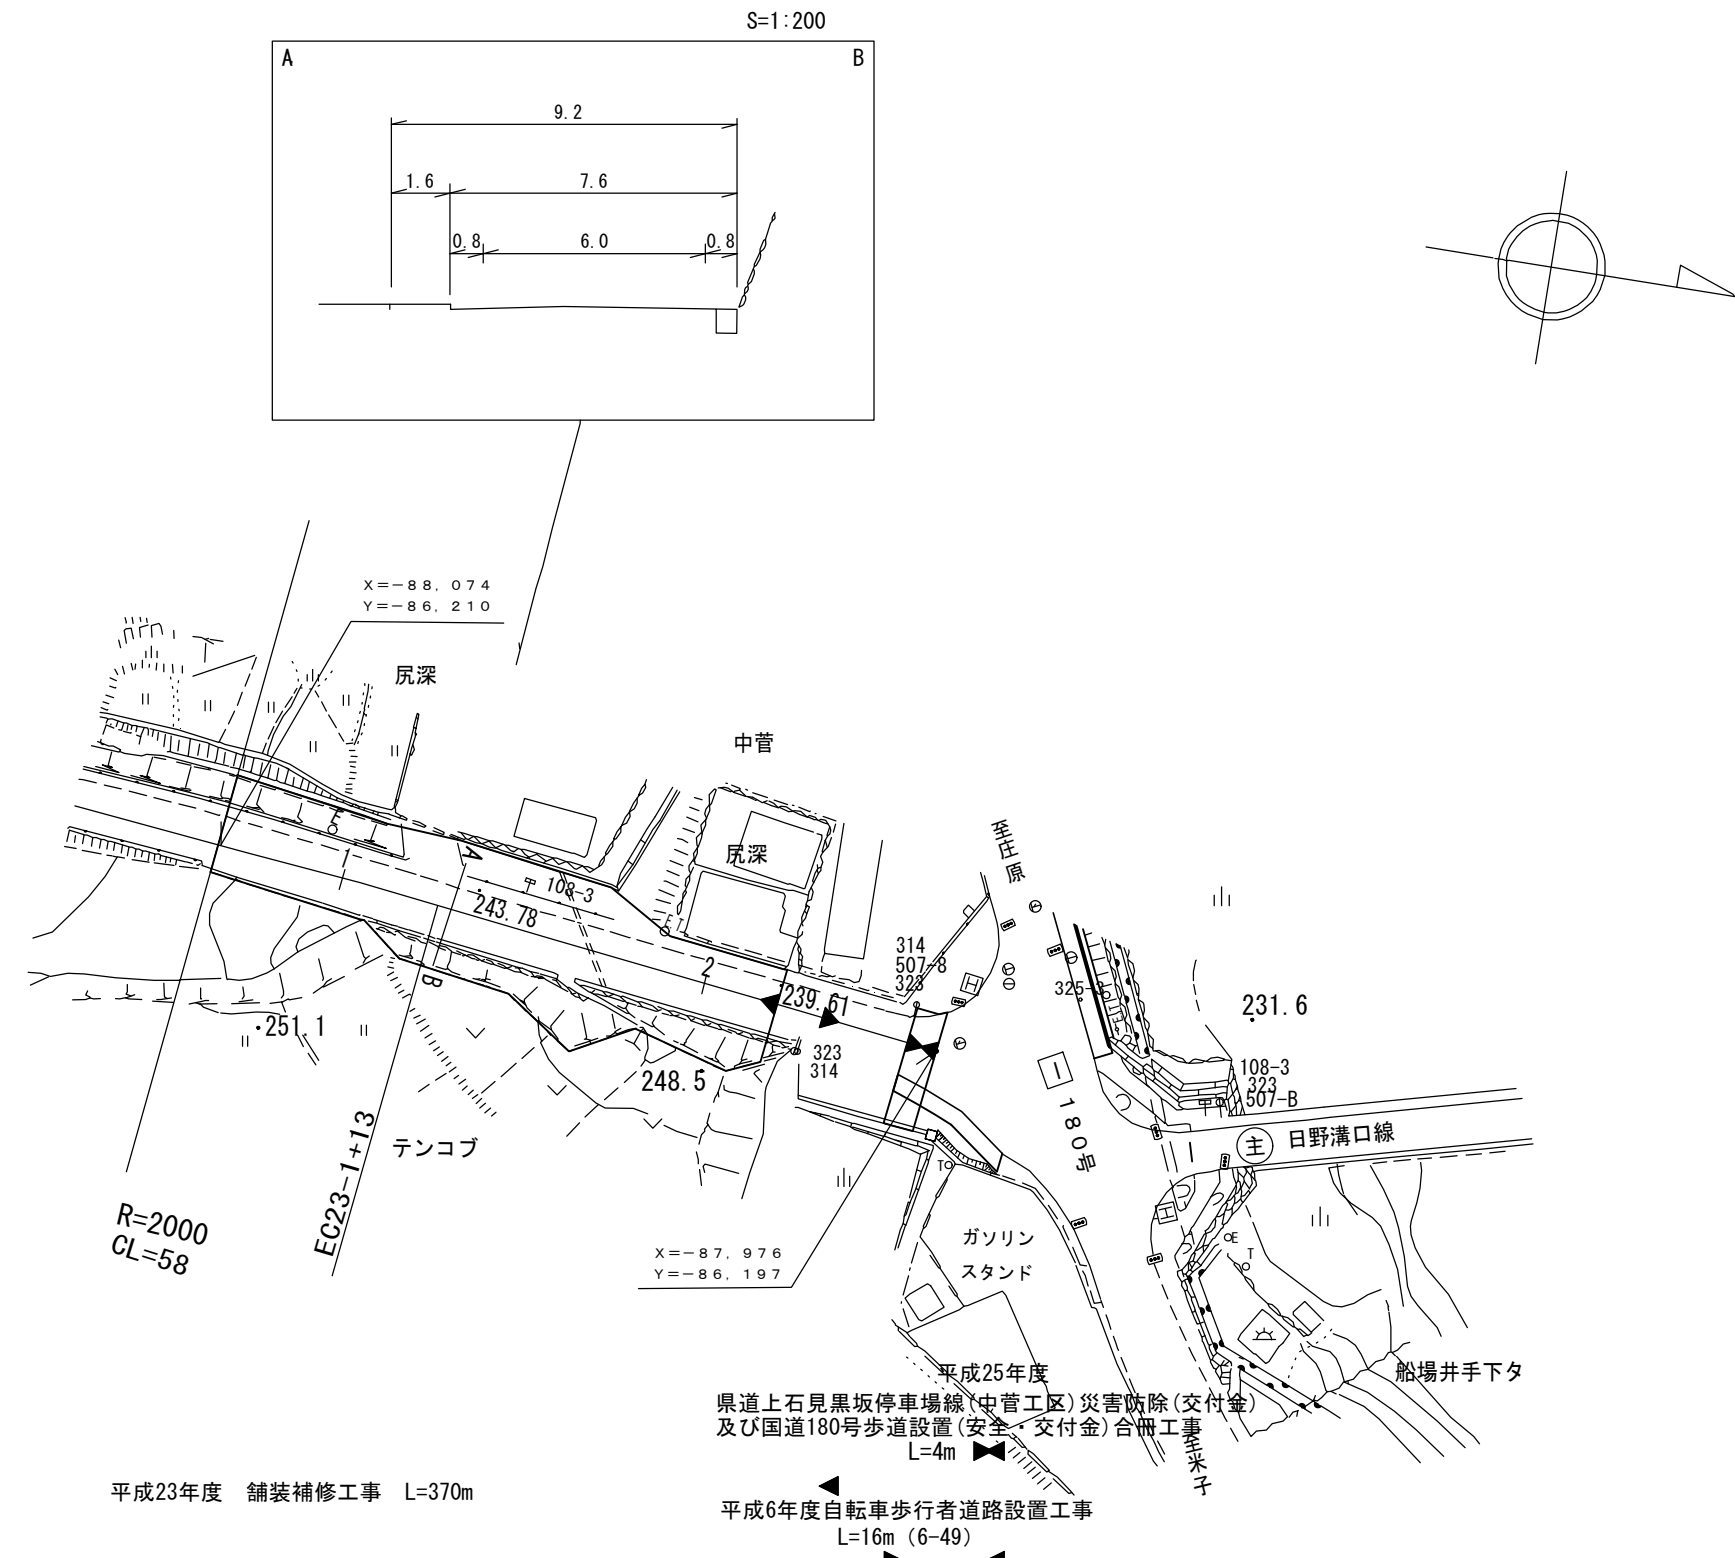 S=1:200
A
B
9.2
1.6
7.6
0.8
6.0
0.8
X=-88, 074
Y=-86, 210
尻深
中菅
尻深
E
1
A
108-3
243.78
E T
2
B
239.61
至庄原
314
507-8
323
H
325-3
E
231.6
251.1
248.5
323
314
108-3
323
507-B
180号
主
日野溝口線
テンコブ
EC23-1+13
R=2000
CL=58
T
H
E
T
ガソリン
スタンド
X=-87, 976
Y=-86, 197
船場井手下タ
平成25年度
県道上石見黒坂停車場線(中菅工区)災害防除(交付金)
及び国道180号歩道設置(安全・交付金)合冊工事
L=4m
至米子
平成23年度 舗装補修工事 L=370m
平成6年度自転車歩行者道路設置工事
L=16m (6-49)